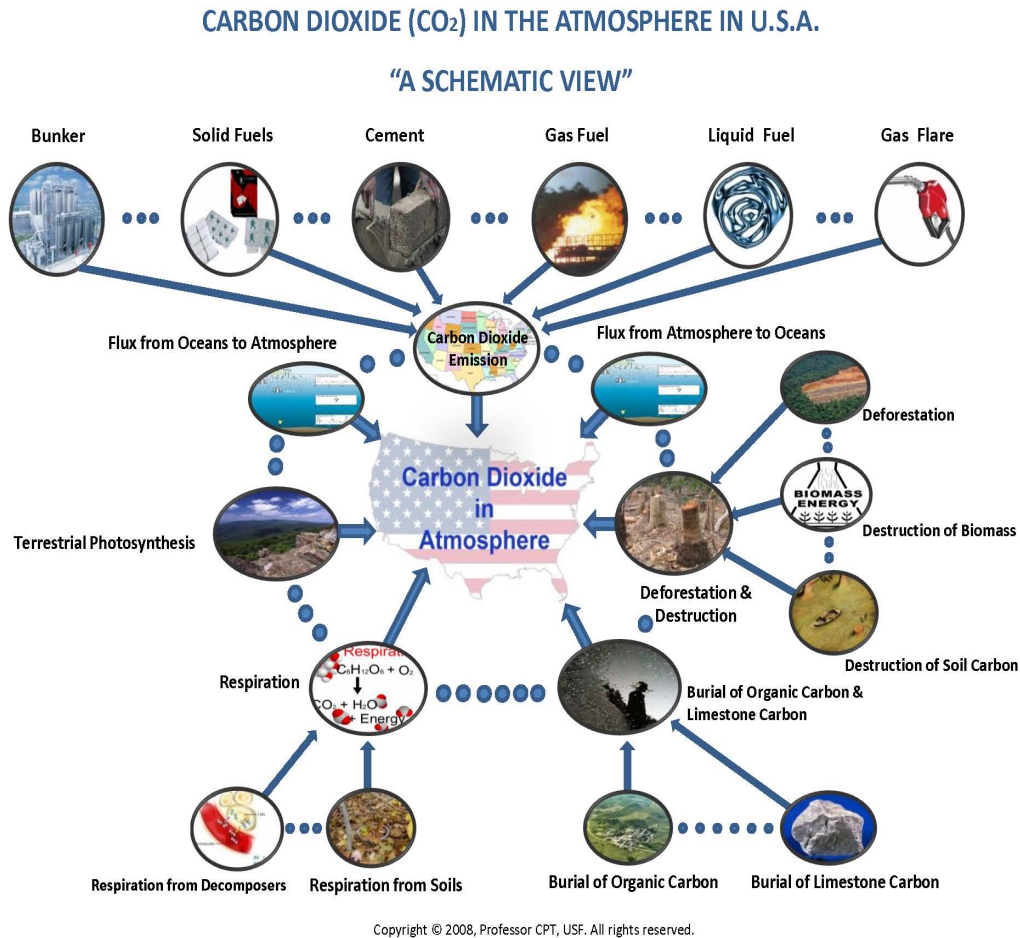 CARBON DIOXIDE (CO₂) IN THE ATMOSPHERE IN U.S.A.
“A SCHEMATIC VIEW”
Bunker
Solid Fuels
Cement
Gas Fuel
Liquid Fuel
Gas Flare
Carbon Dioxide
Emission
Flux from Oceans to Atmosphere
Flux from Atmosphere to Oceans
Deforestation
Carbon Dioxide
in
Atmosphere
BIOMASS
ENERGY
Destruction of Biomass
Terrestrial Photosynthesis
Deforestation &
Destruction
Destruction of Soil Carbon
Respiration
C₆H₁₂O₆ + O₂
CO₂ + H₂O
+ Energy
Respiration
Burial of Organic Carbon &
Limestone Carbon
Respiration from Decomposers
Respiration from Soils
Burial of Organic Carbon
Burial of Limestone Carbon
Copyright © 2008, Professor CPT, USF. All rights reserved.